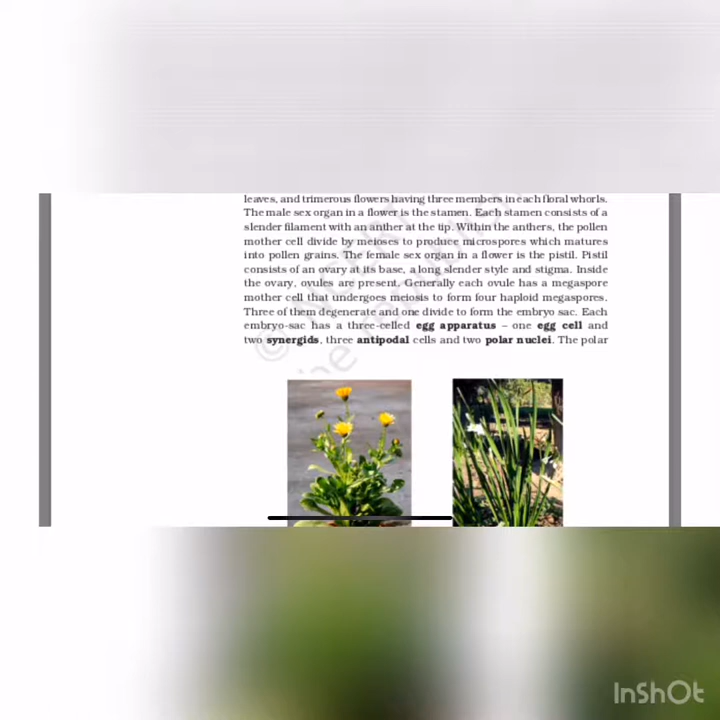 leaves, and trimerous flowers having three members in each floral whorls.
The male sex organ in a flower is the stamen. Each stamen consists of a
slender filament with an anther at the tip. Within the anthers, the pollen
mother cell divide by meioses to produce microspores which matures
into pollen grains. The female sex organ in a flower is the pistil. Pistil
consists of an ovary at its base, a long slender style and stigma. Inside
the ovary, ovules are present. Generally each ovule has a megaspore
mother cell that undergoes meiosis to form four haploid megaspores.
Three of them degenerate and one divide to form the embryo sac. Each
embryo-sac has a three-celled egg apparatus – one egg cell and
two synergids, three antipodal cells and two polar nuclei. The polar
© NCERT
be republish
InShOt